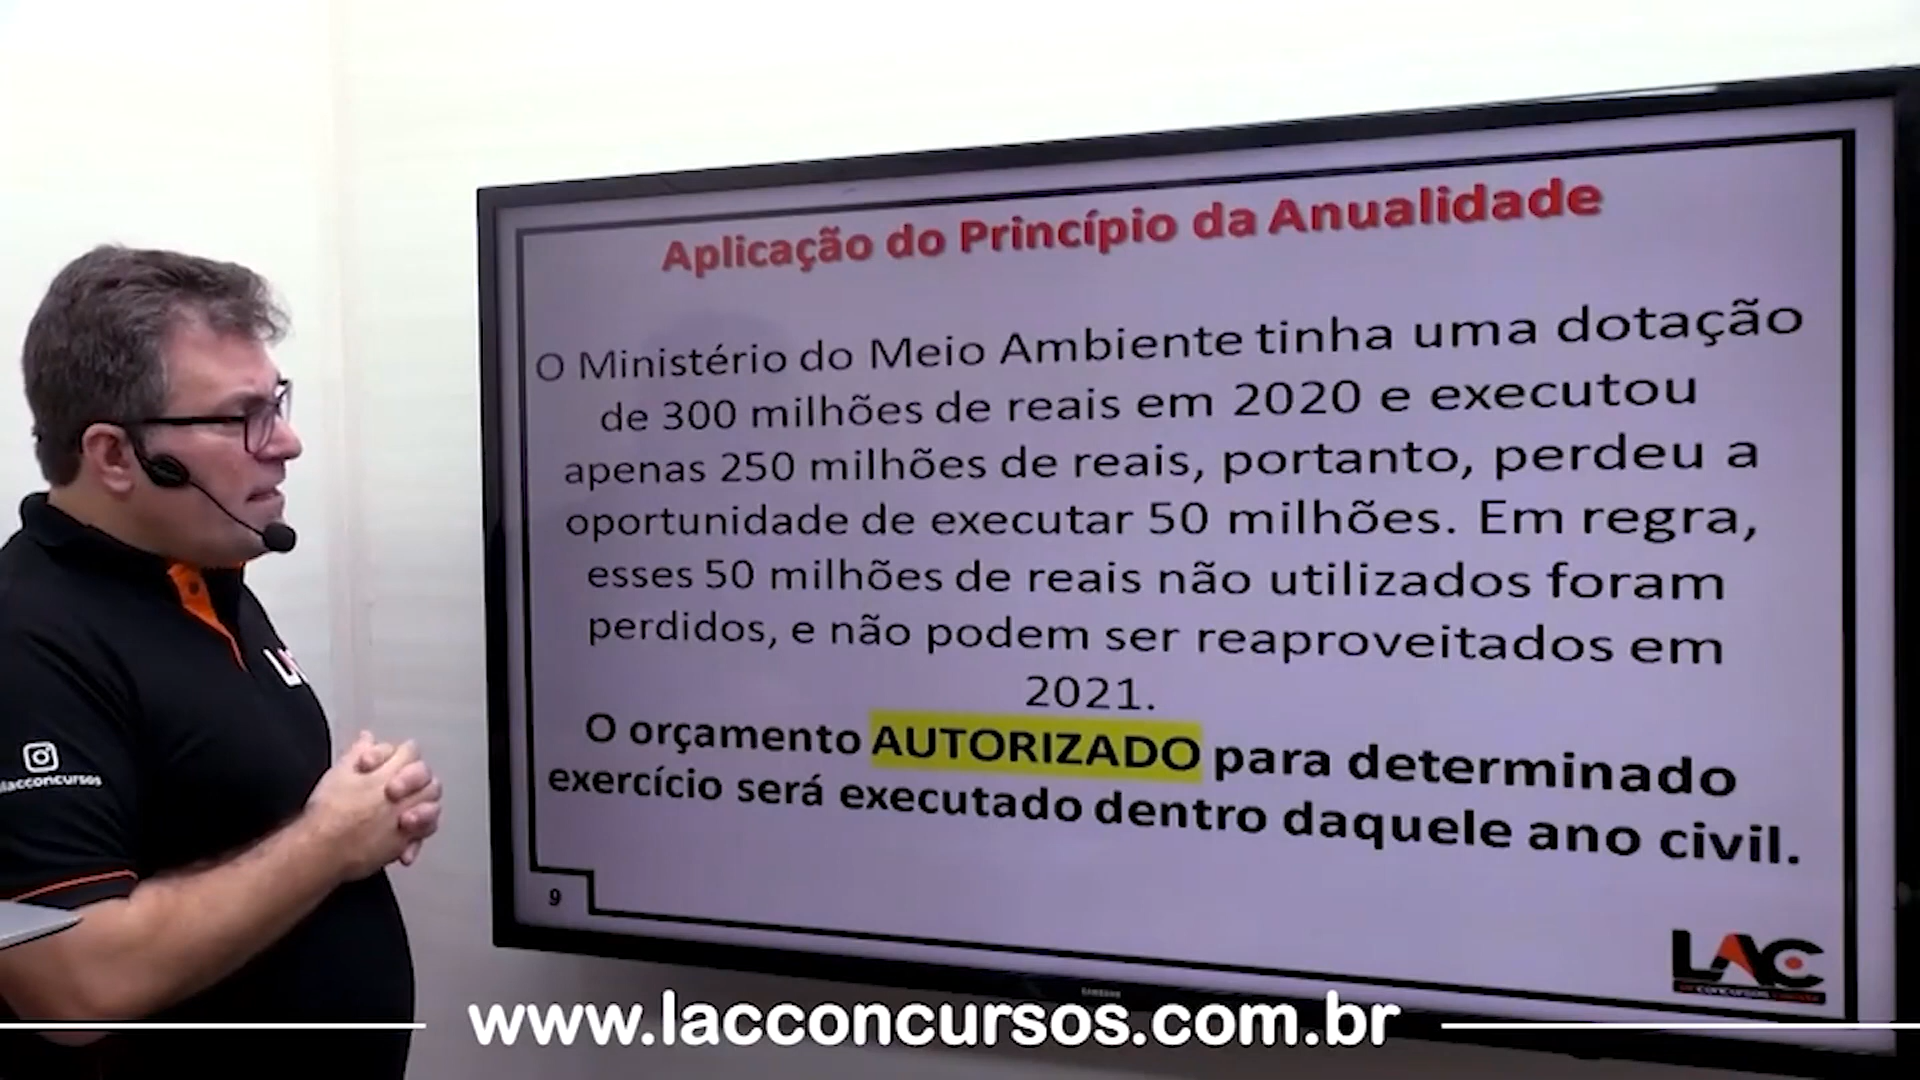 Aplicação do Princípio da Anualidade
O Ministério do Meio Ambiente tinha uma dotação
de 300 milhões de reais em 2020 e executou
apenas 250 milhões de reais, portanto, perdeu a
oportunidade de executar 50 milhões. Em regra,
esses 50 milhões de reais não utilizados foram
perdidos, e não podem ser reaproveitados em
2021.
O orçamento AUTORIZADO para determinado
exercício será executado dentro daquele ano civil.
9
LAC
SAMSUNG
lacconcursos
www.lacconcursos.com.br